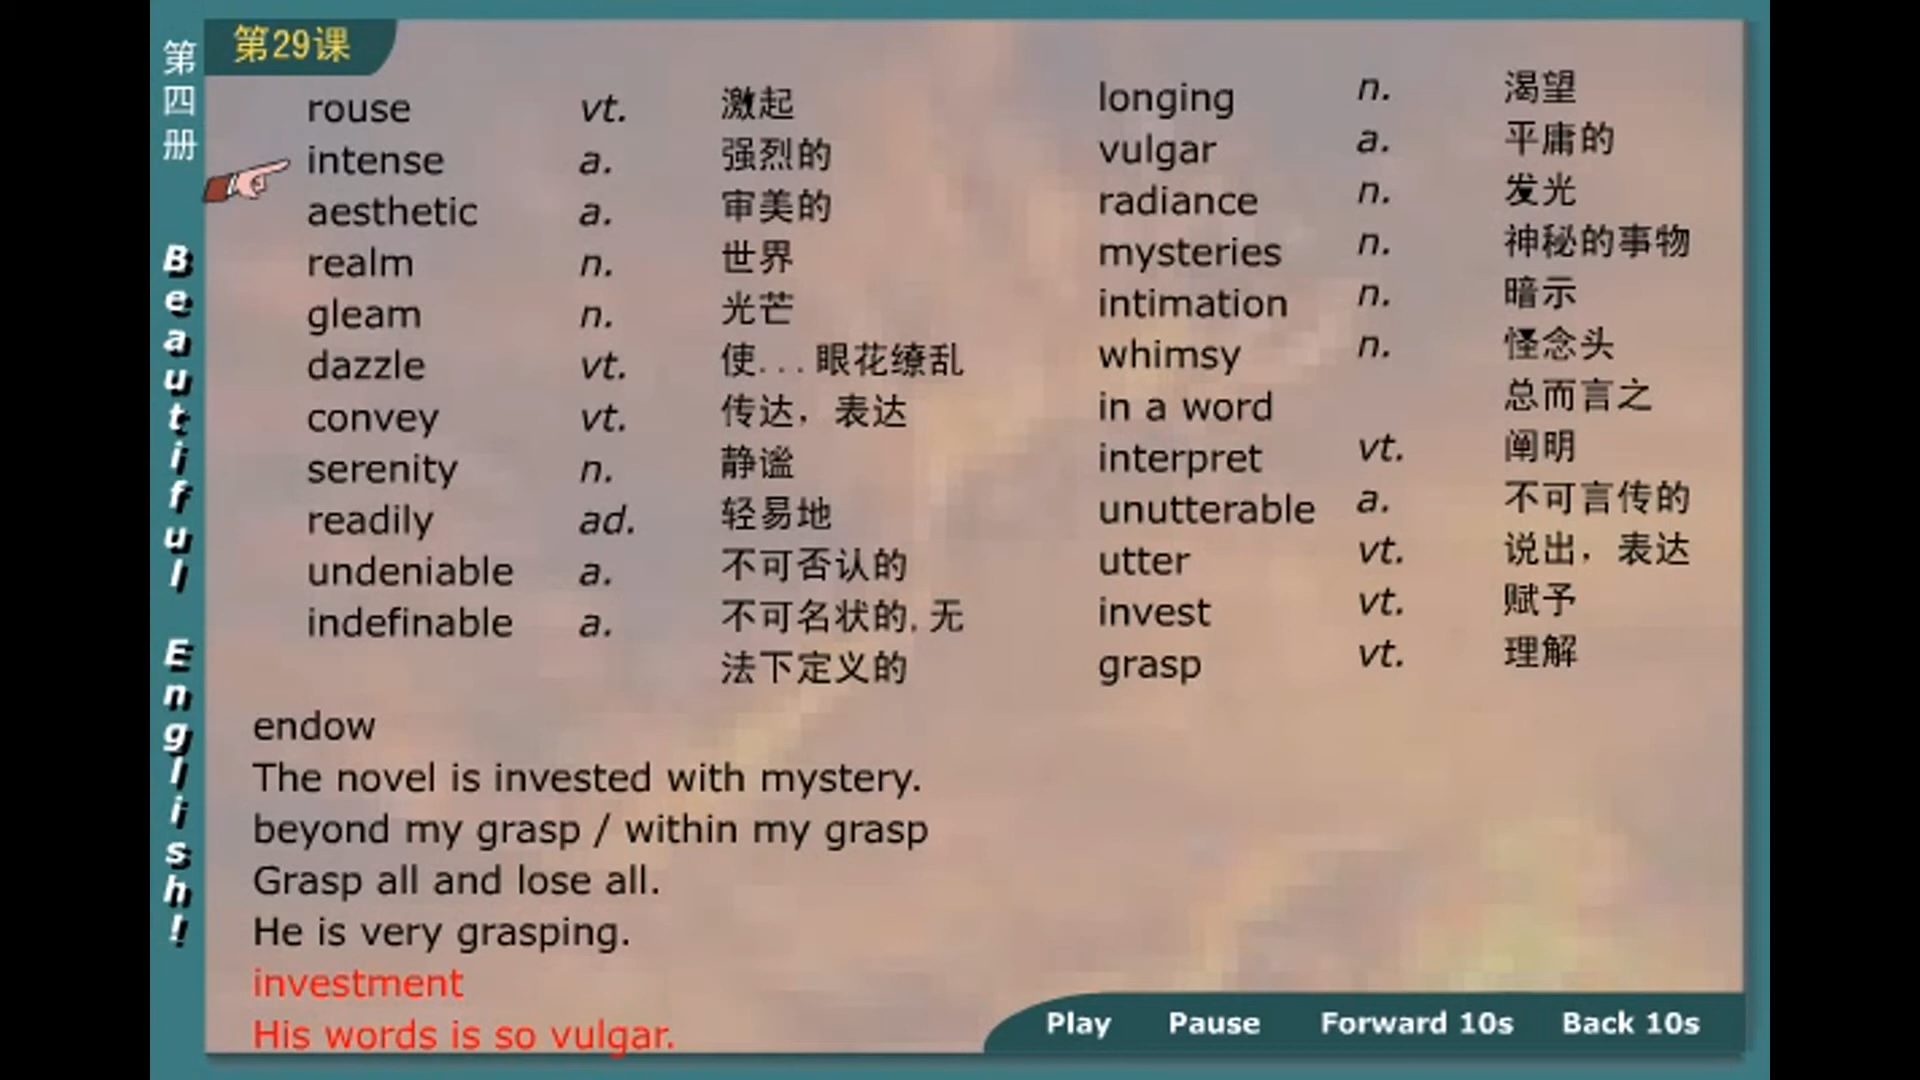 第四册
Beautiful English!
第29课
rouse vt. 激起
intense a. 强烈的
aesthetic a. 审美的
realm n. 世界
gleam n. 光芒
dazzle vt. 使...眼花缭乱
convey vt. 传达，表达
serenity n. 静谧
readily ad. 轻易地
undeniable a. 不可否认的
indefinable a. 不可名状的,无
法下定义的
longing n. 渴望
vulgar a. 平庸的
radiance n. 发光
mysteries n. 神秘的事物
intimation n. 暗示
whimsy n. 怪念头
in a word 总而言之
interpret vt. 阐明
unutterable a. 不可言传的
utter vt. 说出，表达
invest vt. 赋予
grasp vt. 理解
endow
The novel is invested with mystery.
beyond my grasp / within my grasp
Grasp all and lose all.
He is very grasping.
investment
His words is so vulgar.
Play Pause Forward 10s Back 10s